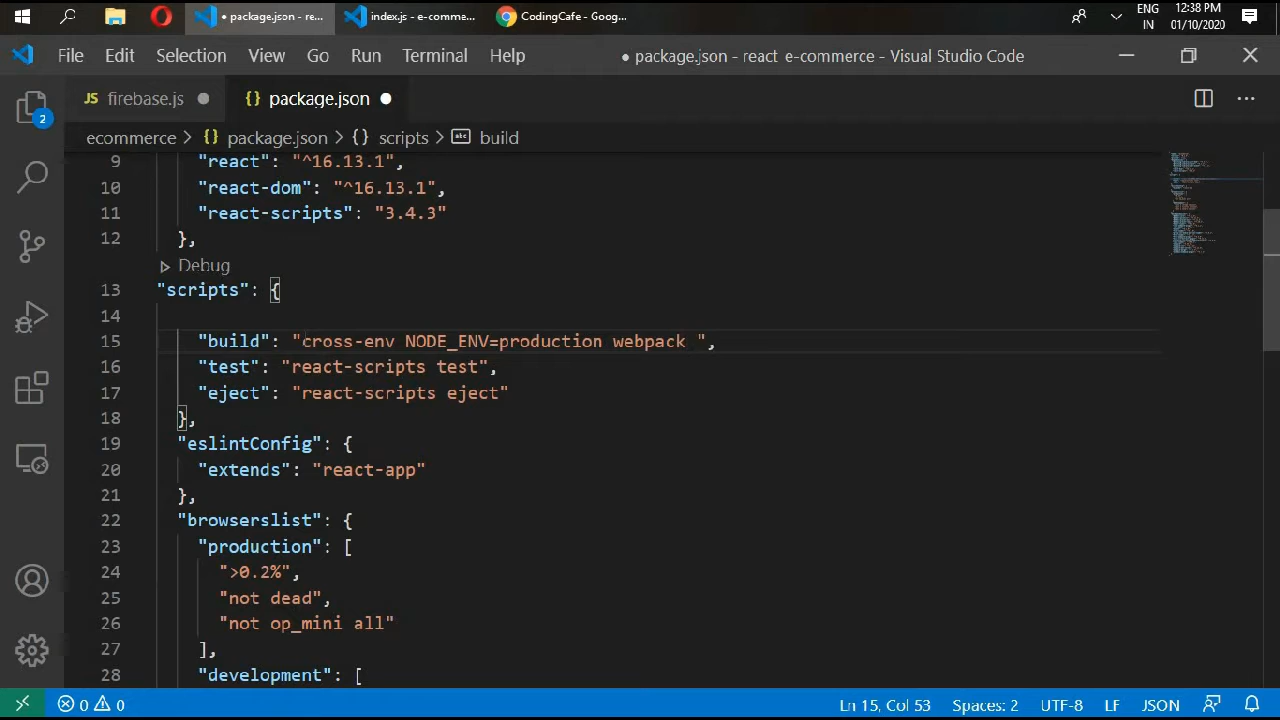 package.json - re...
index.js - e-comme...
CodingCafe - Goog...
ENG
IN
12:38 PM
01/10/2020
File Edit Selection View Go Run Terminal Help
● package.json - react e-commerce - Visual Studio Code
JS firebase.js ●
{} package.json ●
ecommerce > {} package.json > {} scripts > abc build
2
9 "react": "^16.13.1",
10 "react-dom": "^16.13.1",
11 "react-scripts": "3.4.3"
12 },
Debug
13 "scripts": {
14
15 "build": "cross-env NODE_ENV=production webpack ",
16 "test": "react-scripts test",
17 "eject": "react-scripts eject"
18 },
19 "eslintConfig": {
20 "extends": "react-app"
21 },
22 "browserslist": {
23 "production": [
24 ">0.2%",
25 "not dead",
26 "not op_mini all"
27 ],
28 "development": [
0 0 Ln 15, Col 53 Spaces: 2 UTF-8 LF JSON